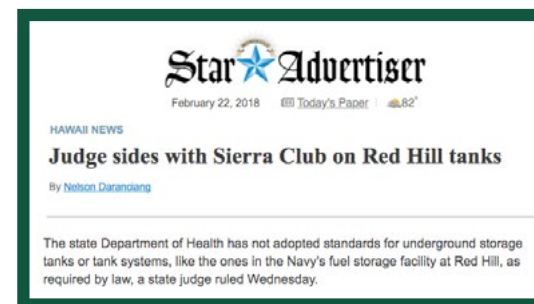 Star Advertiser
February 22, 2018 Today's Paper 82°
HAWAII NEWS
Judge sides with Sierra Club on Red Hill tanks
By Nelson Daranciang
The state Department of Health has not adopted standards for underground storage
tanks or tank systems, like the ones in the Navy's fuel storage facility at Red Hill, as
required by law, a state judge ruled Wednesday.